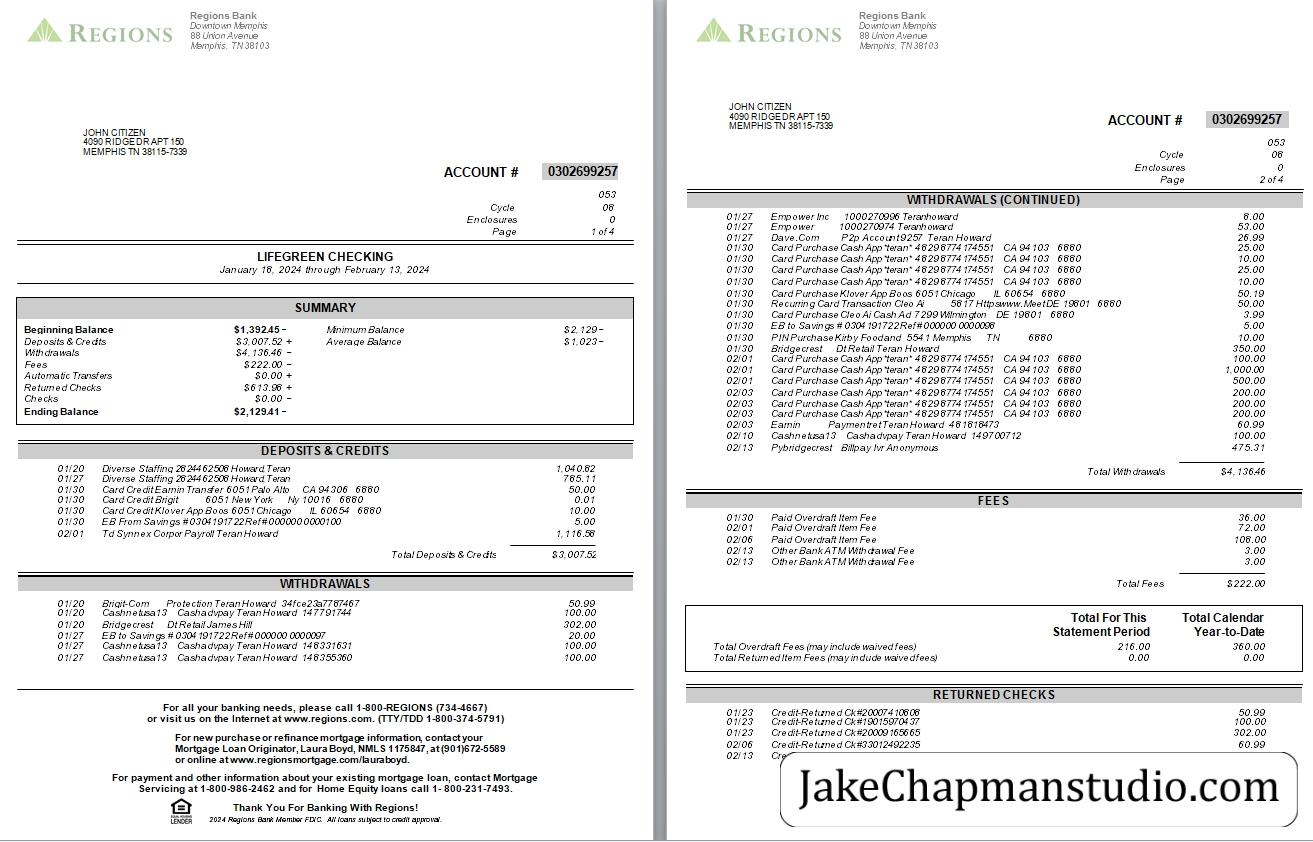 REGIONS
Regions Bank
Downtown Memphis
88 Union Avenue
Memphis, TN 38103
JOHN CITIZEN
4090 RIDGEDR APT 150
MEMPHIS TN 38115-7339
ACCOUNT # 0302699257
053
Cycle 08
Enclosures 0
Page 1 of 4
LIFEGREEN CHECKING
January 18, 2024 through February 13, 2024
SUMMARY
Beginning Balance $1,392.45 − Minimum Balance $2,129 −
Deposits & Credits $3,007.52 + Average Balance $1,023 −
Withdrawals $4,136.46 −
Fees $222.00 −
Automatic Transfers $0.00 +
Returned Checks $613.98 +
Checks $0.00 −
Ending Balance $2,129.41 −
DEPOSITS & CREDITS
01/20 Diverse Staffing 2624462508 Howard,Teran 1,040.82
01/27 Diverse Staffing 2624462508 Howard,Teran 785.11
01/30 Card Credit Earnin Transfer 6051 Palo Alto CA 94306 6880 50.00
01/30 Card Credit Brigit 6051 New York Ny 10016 6880 0.01
01/30 Card Credit Klover App Boos 6051 Chicago IL 60654 6880 10.00
01/30 EB From Savings # 0304191722 Ref# 000000 0000100 5.00
02/01 Td Synnex Corpor Payroll Teran Howard 1,116.58
Total Deposits & Credits $3,007.52
WITHDRAWALS
01/20 Brigit-Com Protection Teran Howard 34fce23a7787467 50.99
01/20 Cashnetusa13 Cashadvpay Teran Howard 147791744 100.00
01/20 Bridgecrest Dt Retail James Hill 302.00
01/27 EB to Savings # 0304191722 Ref# 000000 0000097 20.00
01/27 Cashnetusa13 Cashadvpay Teran Howard 148331631 100.00
01/27 Cashnetusa13 Cashadvpay Teran Howard 148355360 100.00
For all your banking needs, please call 1-800-REGIONS (734-4667)
or visit us on the Internet at www.regions.com. (TTY/TDD 1-800-374-5791)
For new purchase or refinance mortgage information, contact your
Mortgage Loan Originator, Laura Boyd, NMLS 1175847, at (901)672-5589
or online at www.regionsmortgage.com/lauraboyd.
For payment and other information about your existing mortgage loan, contact Mortgage
Servicing at 1-800-986-2462 and for Home Equity loans call 1- 800-231-7493.
EQUAL HOUSING
LENDER
Thank You For Banking With Regions!
2024 Regions Bank Member FDIC. All loans subject to credit approval.
REGIONS
Regions Bank
Downtown Memphis
88 Union Avenue
Memphis, TN 38103
JOHN CITIZEN
4090 RIDGEDR APT 150
MEMPHIS TN 38115-7339
ACCOUNT # 0302699257
053
Cycle 08
Enclosures 0
Page 2 of 4
WITHDRAWALS (CONTINUED)
01/27 Empower Inc 1000270996 Teranhoward 8.00
01/27 Empower 1000270974 Teranhoward 53.00
01/27 Dave.Com P2p Account9257 Teran Howard 26.99
01/30 Card Purchase Cash App*teran* 48298774174551 CA 94103 6880 25.00
01/30 Card Purchase Cash App*teran* 48298774174551 CA 94103 6880 10.00
01/30 Card Purchase Cash App*teran* 48298774174551 CA 94103 6880 25.00
01/30 Card Purchase Cash App*teran* 48298774174551 CA 94103 6880 10.00
01/30 Card Purchase Klover App Boos 6051 Chicago IL 60654 6880 50.19
01/30 Recurring Card Transaction Cleo Ai 5817 Httpswww.Meet DE 19801 6880 50.00
01/30 Card Purchase Cleo Ai Cash Ad 7299 Wilmington DE 19801 6880 3.99
01/30 EB to Savings # 0304191722 Ref# 000000 0000098 5.00
01/30 PIN Purchase Kirby Foodand 5541 Memphis TN 6880 10.00
01/30 Bridgecrest Dt Retail Teran Howard 350.00
02/01 Card Purchase Cash App*teran* 48298774174551 CA 94103 6880 100.00
02/01 Card Purchase Cash App*teran* 48298774174551 CA 94103 6880 1,000.00
02/01 Card Purchase Cash App*teran* 48298774174551 CA 94103 6880 500.00
02/03 Card Purchase Cash App*teran* 48298774174551 CA 94103 6880 200.00
02/03 Card Purchase Cash App*teran* 48298774174551 CA 94103 6880 200.00
02/03 Card Purchase Cash App*teran* 48298774174551 CA 94103 6880 200.00
02/03 Earnin Paymentret Teran Howard 481818473 60.99
02/10 Cashnetusa13 Cashadvpay Teran Howard 149700712 100.00
02/13 Pybridgecrest Billpay Ivr Anonymous 475.31
Total Withdrawals $4,136.46
FEES
01/30 Paid Overdraft Item Fee 36.00
02/01 Paid Overdraft Item Fee 72.00
02/06 Paid Overdraft Item Fee 108.00
02/13 Other Bank ATM Withdrawal Fee 3.00
02/13 Other Bank ATM Withdrawal Fee 3.00
Total Fees $222.00
Total For This Total Calendar
Statement Period Year-to-Date
Total Overdraft Fees (may include waived fees) 216.00 360.00
Total Returned Item Fees (may include waived fees) 0.00 0.00
RETURNED CHECKS
01/23 Credit-Returned Ck#20007410808 50.99
01/23 Credit-Returned Ck#19015970437 100.00
01/23 Credit-Returned Ck#20009165665 302.00
02/06 Credit-Returned Ck#33012492235 60.99
02/13
JakeChapmanstudio.com